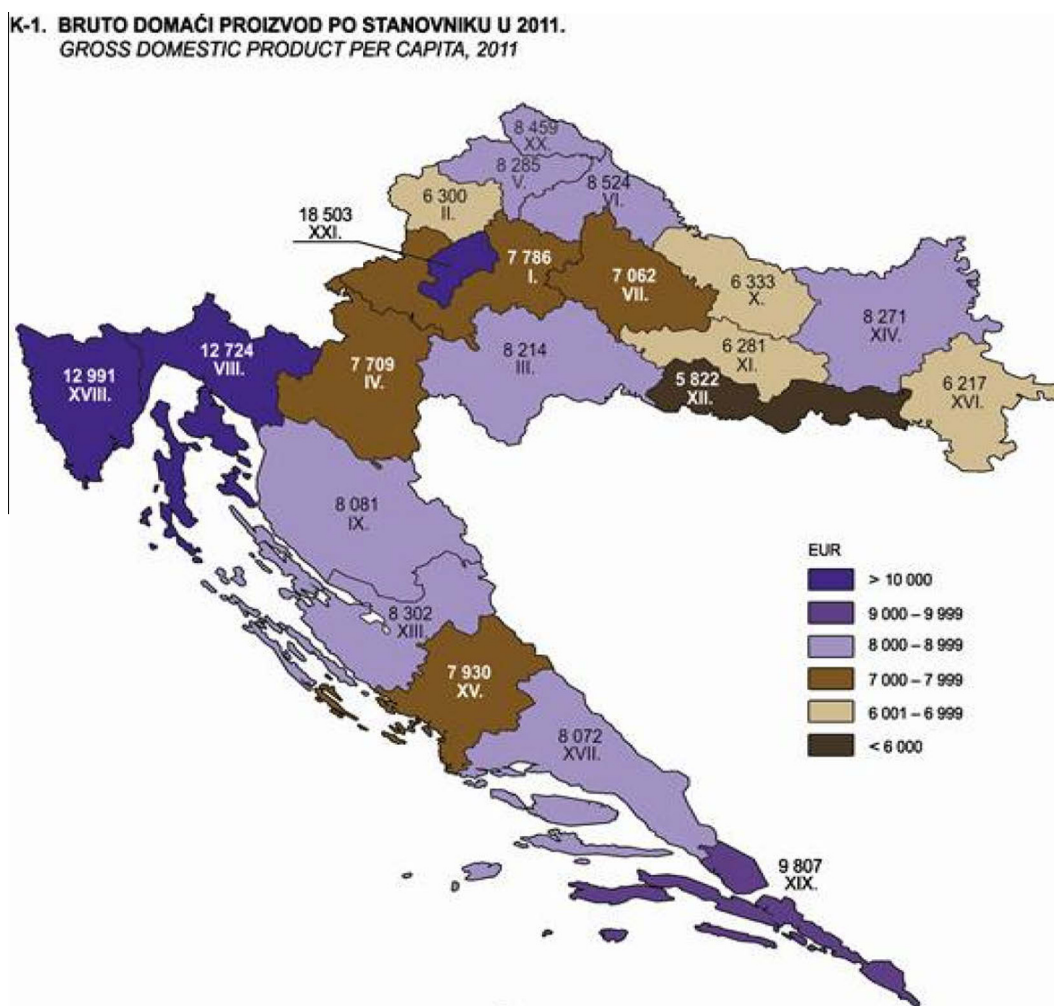 K-1. BRUTO DOMAĆI PROIZVOD PO STANOVNIKU U 2011.
GROSS DOMESTIC PRODUCT PER CAPITA, 2011
8 459
XX.
8 285
V.
8 524
VI.
6 300
II.
18 503
XXI.
7 786
I.
7 062
VII.
6 333
X.
8 271
XIV.
12 724
VIII.
12 991
XVIII.
7 709
IV.
8 214
III.
6 281
XI.
5 822
XII.
6 217
XVI.
8 081
IX.
8 302
XIII.
7 930
XV.
8 072
XVII.
9 807
XIX.
EUR
> 10 000
9 000 – 9 999
8 000 – 8 999
7 000 – 7 999
6 001 – 6 999
< 6 000